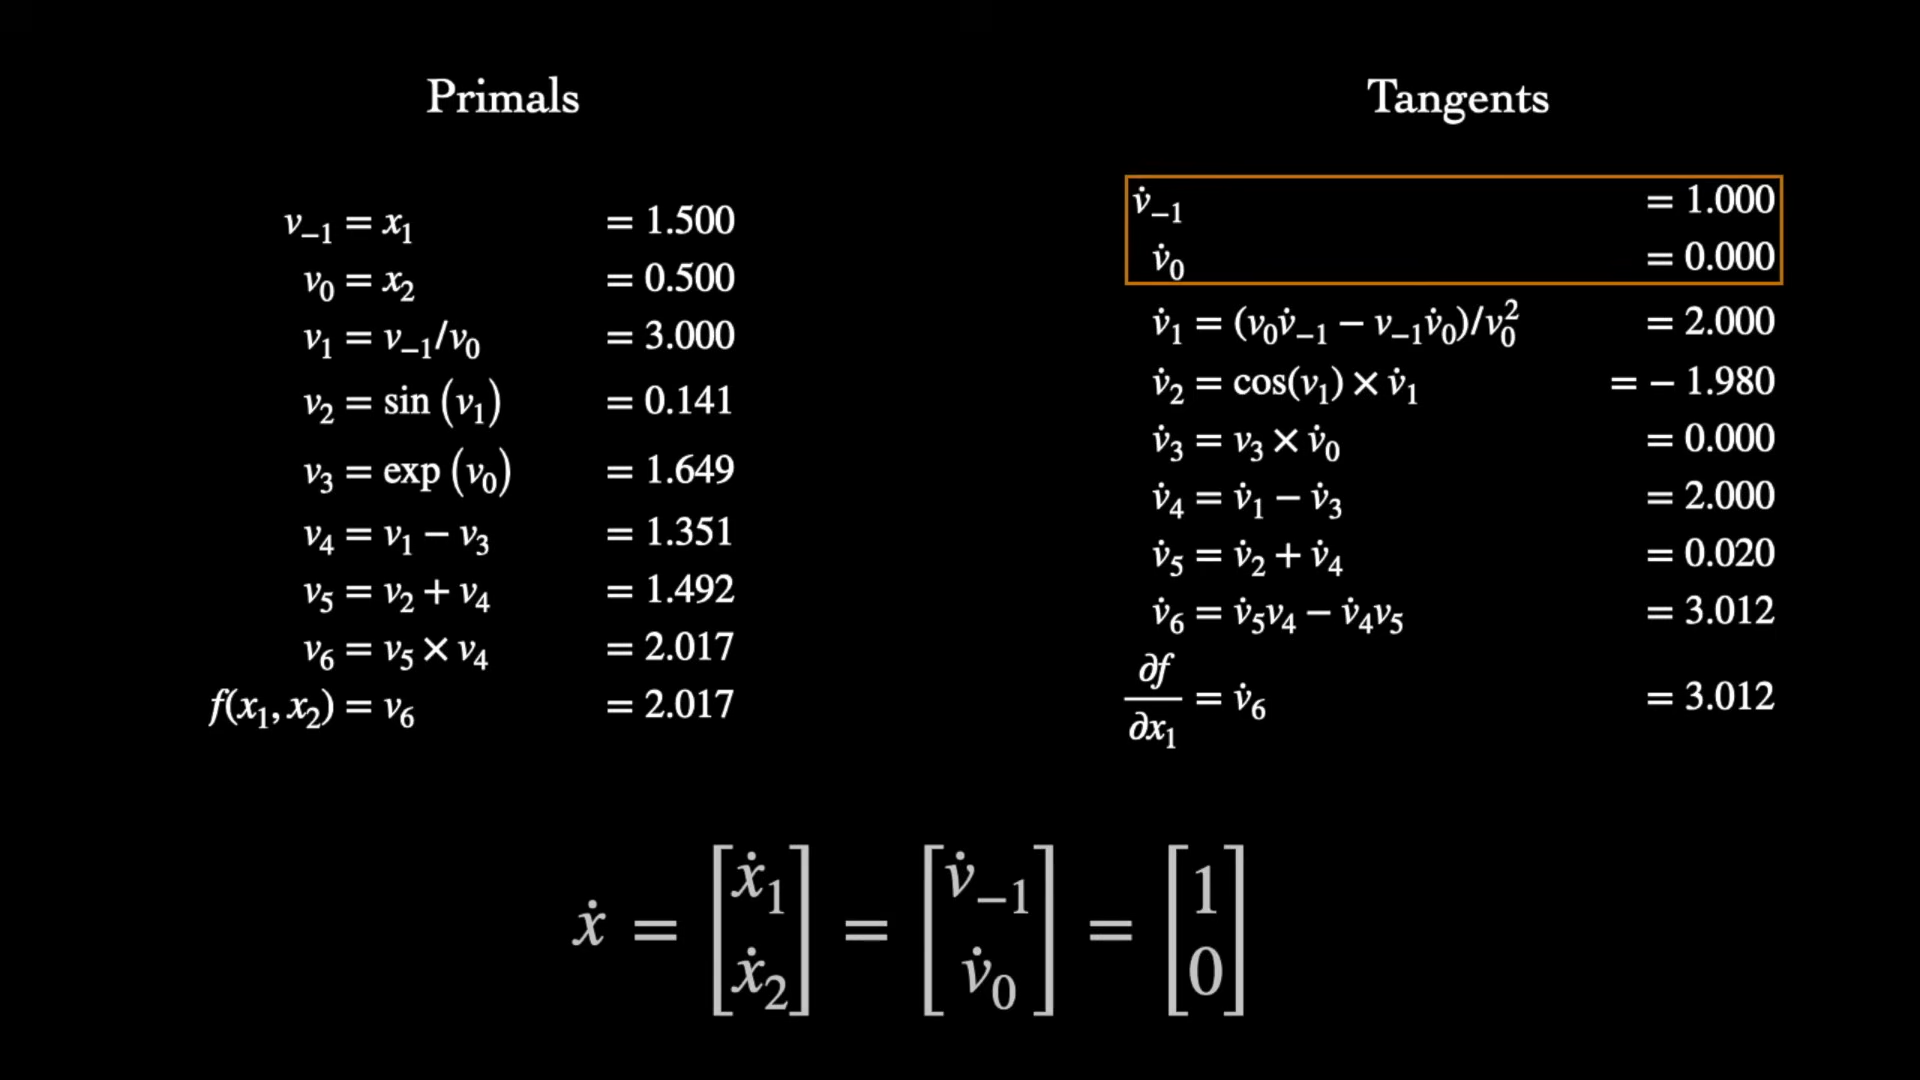 Primals
v₋₁ = x₁ = 1.500
v₀ = x₂ = 0.500
v₁ = v₋₁/v₀ = 3.000
v₂ = sin (v₁) = 0.141
v₃ = exp (v₀) = 1.649
v₄ = v₁ − v₃ = 1.351
v₅ = v₂ + v₄ = 1.492
v₆ = v₅ × v₄ = 2.017
f(x₁, x₂) = v₆ = 2.017
Tangents
v̇₋₁ = 1.000
v̇₀ = 0.000
v̇₁ = (v₀v̇₋₁ − v₋₁v̇₀)/v₀² = 2.000
v̇₂ = cos(v₁) × v̇₁ = − 1.980
v̇₃ = v₃ × v̇₀ = 0.000
v̇₄ = v̇₁ − v̇₃ = 2.000
v̇₅ = v̇₂ + v̇₄ = 0.020
v̇₆ = v̇₅v₄ − v̇₄v₅ = 3.012
∂f/∂x₁ = v̇₆ = 3.012
ẋ = [ẋ₁ ẋ₂] = [v̇₋₁ v̇₀] = [1 0]